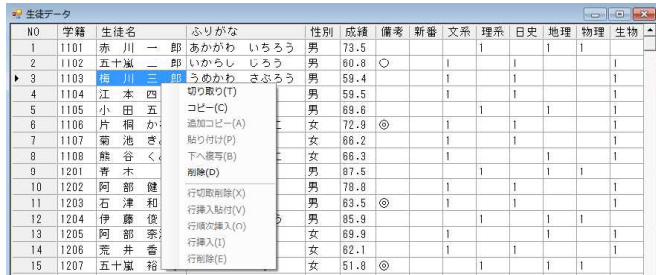 生徒データ
NO 学籍 生徒名 ふりがな 性別 成績 備考 新番 文系 理系 日史 地理 物理 生物
1 1101 赤 川 一 郎 あかがわ いちろう 男 73.5 1 1 1
2 1102 五十嵐 二 郎 いからし じろう 男 60.8 〇 1 1 1
3 1103 梅 川 三 郎 うめかわ さぶろう 男 59.4 1 1 1
4 1104 江 本 四 男 59.5 1 1 1
5 1105 小 田 五 男 69.6 1 1 1
6 1106 片 桐 か 女 72.9 ◎ 1 1 1
7 1107 菊 池 き 女 66.2 1 1 1
8 1108 熊 谷 く 女 66.3 1 1 1
9 1201 青 木 男 87.5 1 1 1
10 1202 阿 部 健 男 78.8 1 1 1
11 1203 石 津 和 男 63.5 ◎ 1 1 1
12 1204 伊 藤 俊 う 男 85.9 1 1 1
13 1205 阿 部 奈 女 69.9 1 1 1
14 1206 荒 井 香 女 62.1 1 1 1
15 1207 五十嵐 裕 女 51.8 ◎ 1 1 1
切り取り(T)
コピー(C)
追加コピー(A)
貼り付け(P)
下へ複写(B)
削除(D)
行切取削除(X)
行挿入貼付(V)
行順次挿入(O)
行挿入(I)
行削除(E)